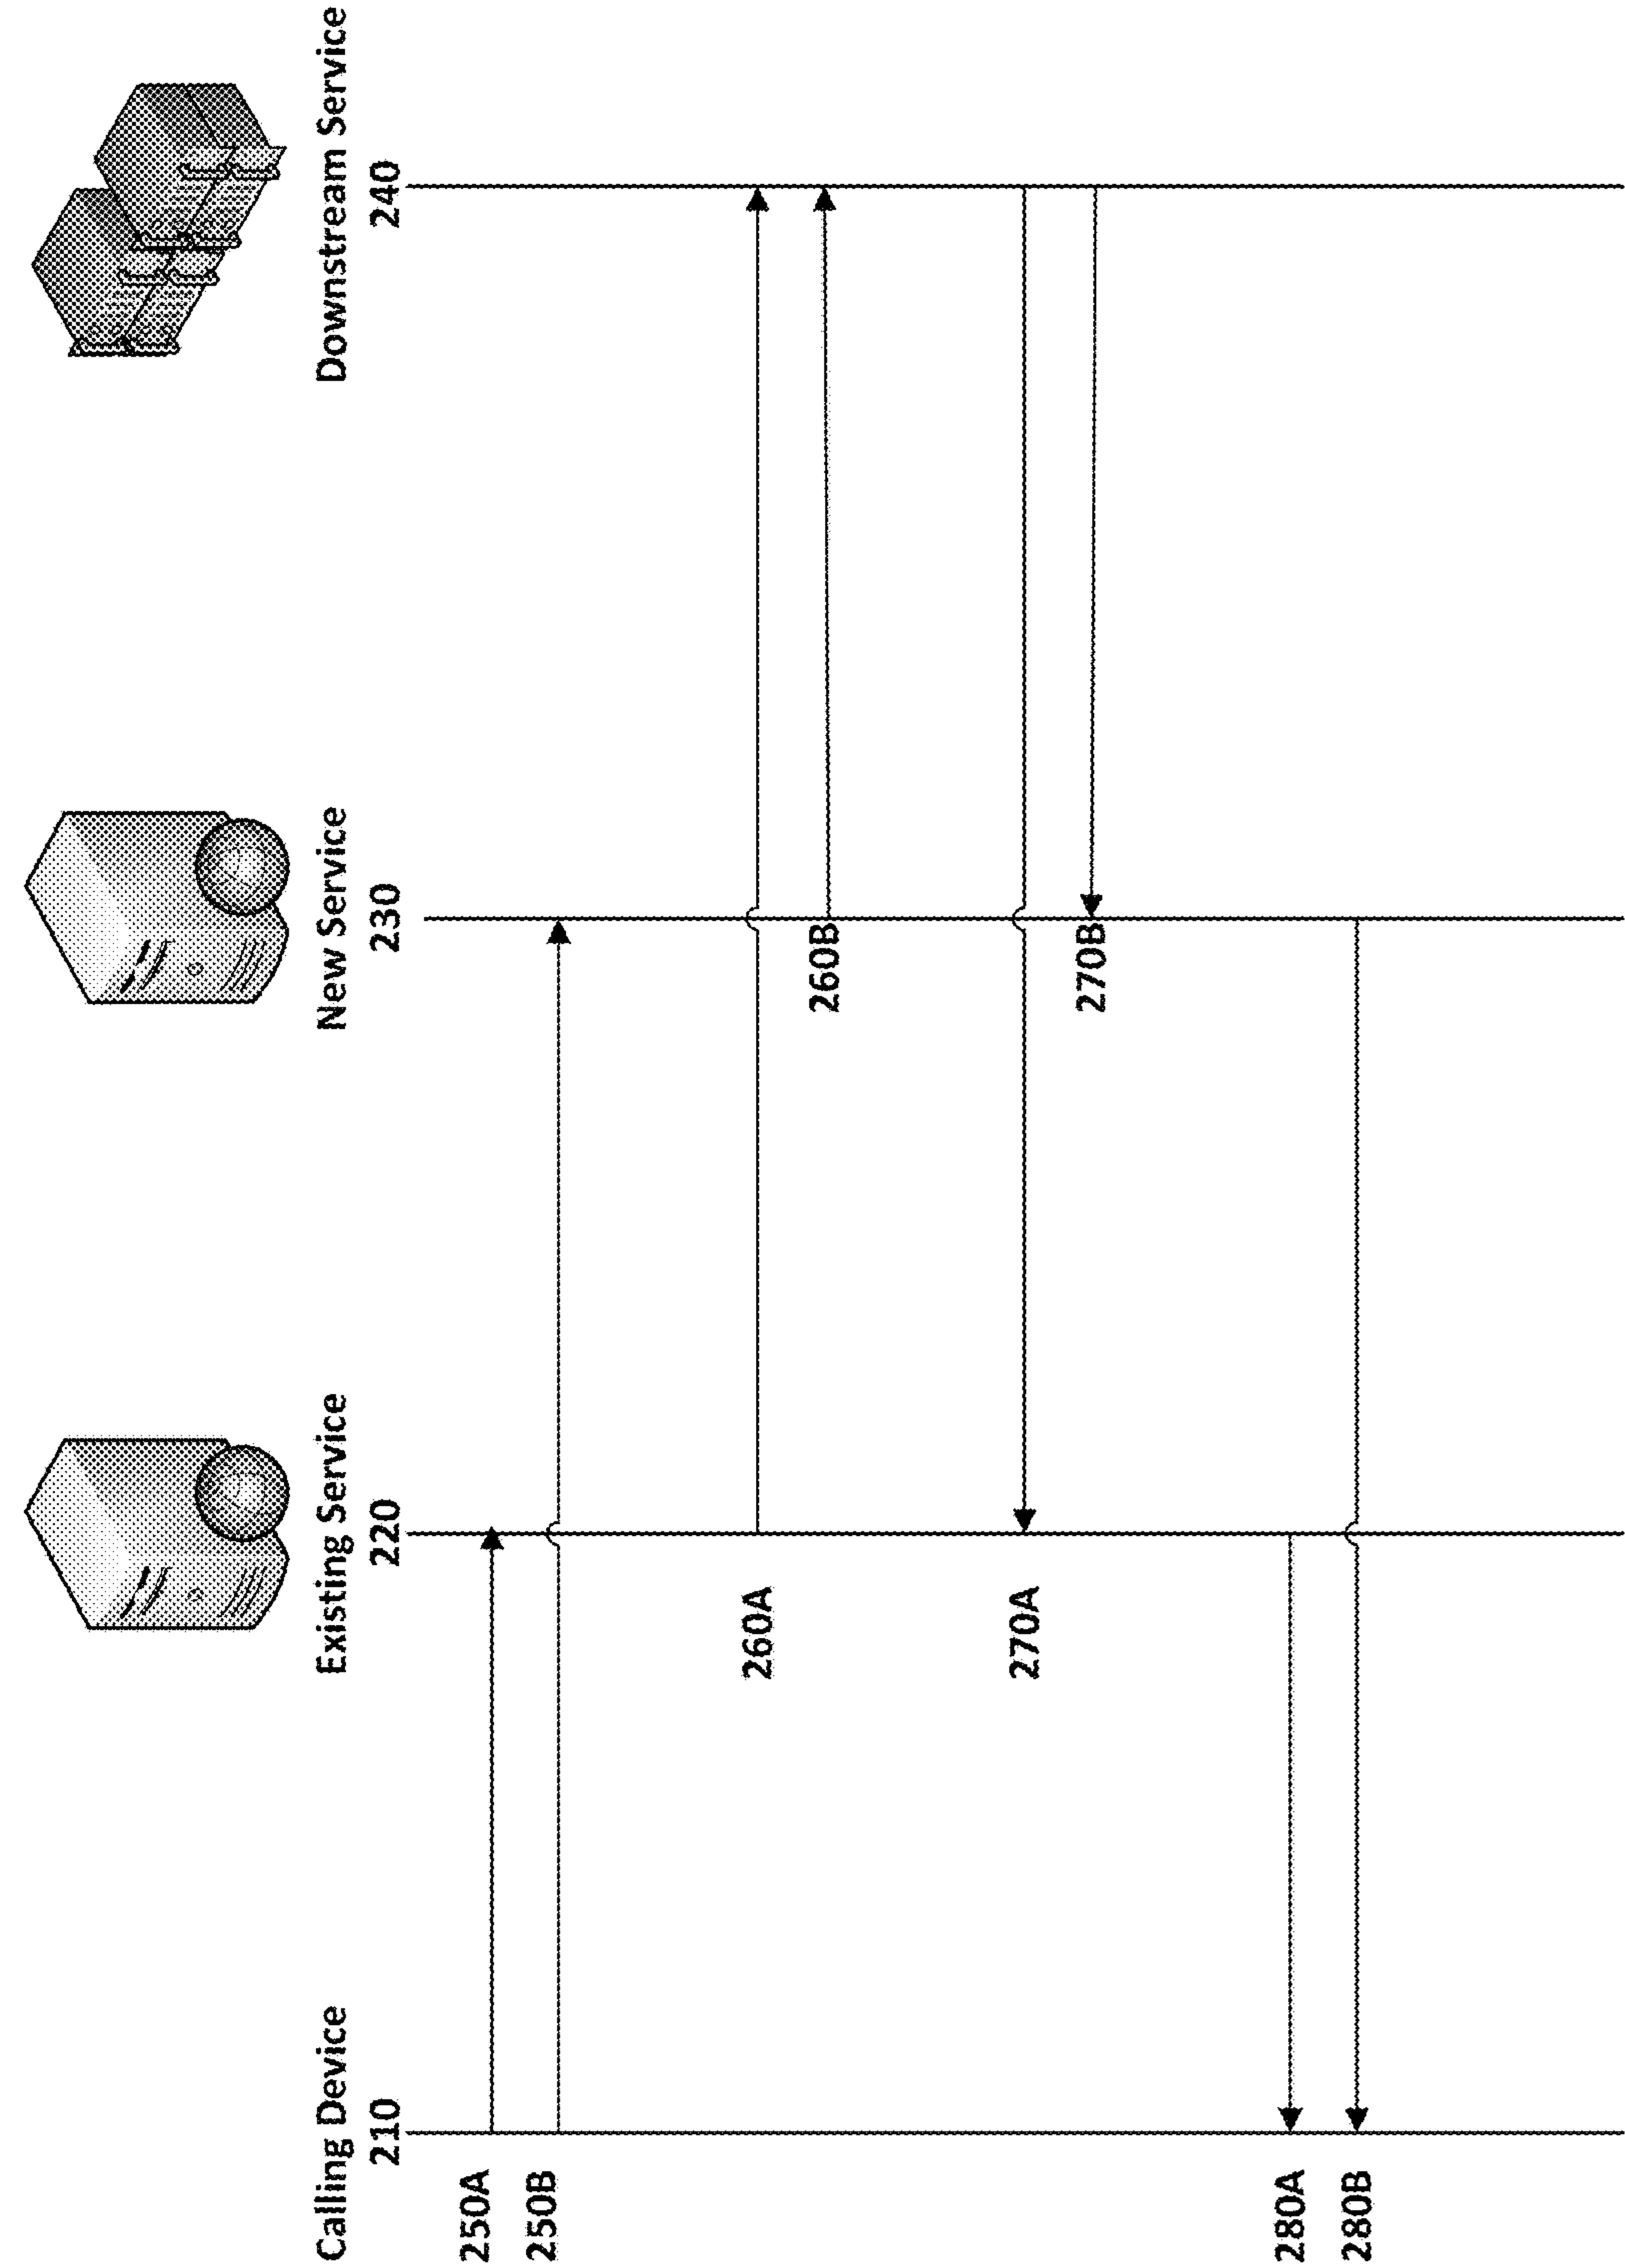 Calling Device
210
Existing Service
220
New Service
230
Downstream Service
240
250A
250B
260A
260B
270A
270B
280A
280B